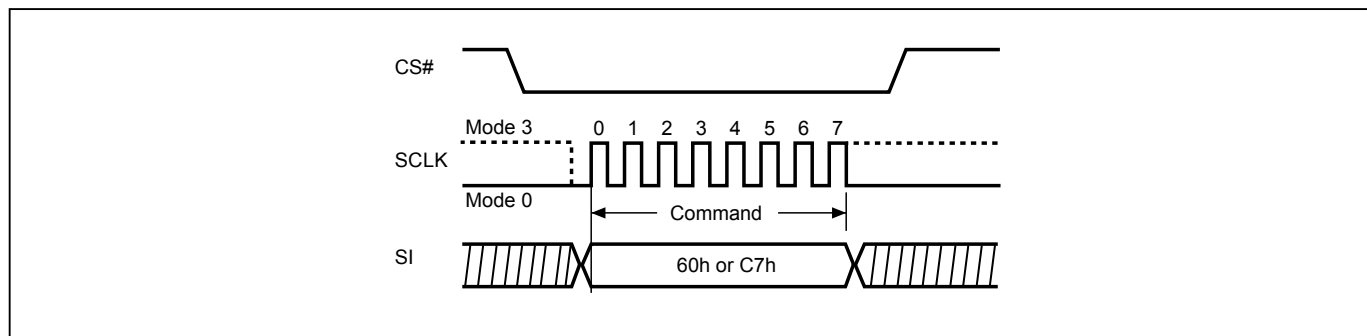 CS#
Mode 3
0 1 2 3 4 5 6 7
SCLK
Mode 0
Command
SI
60h or C7h